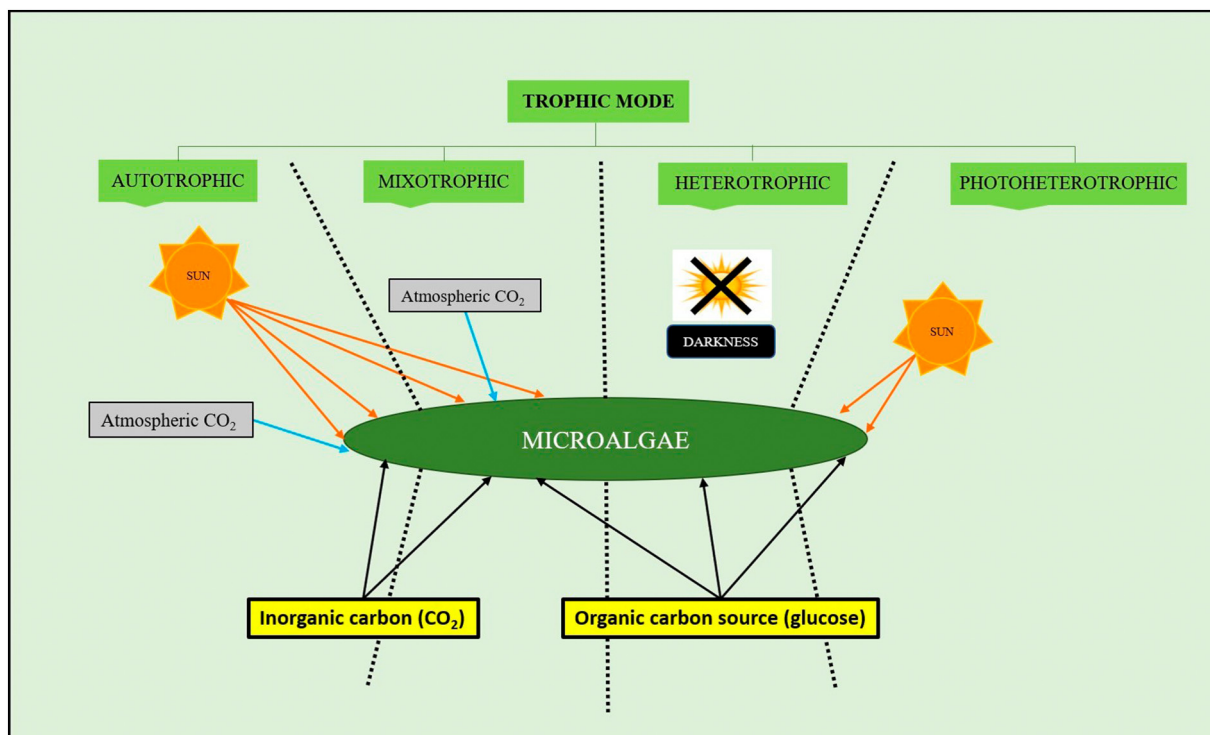 TROPHIC MODE
AUTOTROPHIC
MIXOTROPHIC
HETEROTROPHIC
PHOTOHETEROTROPHIC
SUN
Atmospheric CO₂
DARKNESS
SUN
Atmospheric CO₂
MICROALGAE
Inorganic carbon (CO₂)
Organic carbon source (glucose)